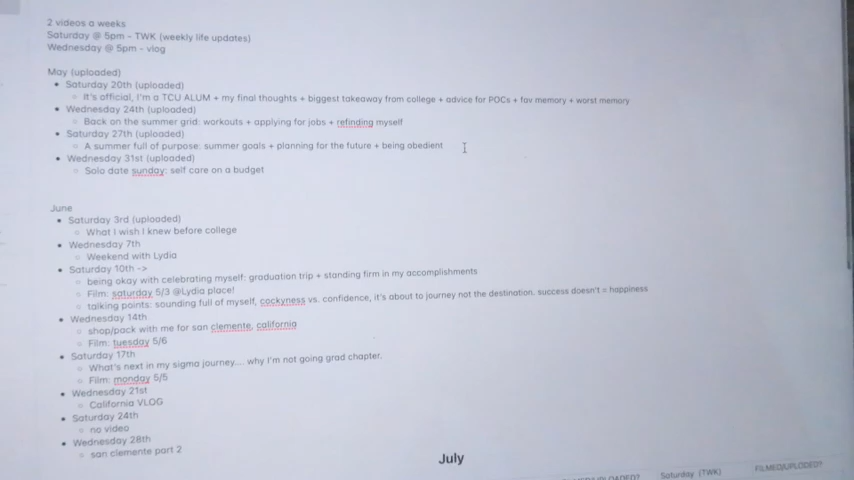 2 videos a weeks
Saturday @ 5pm - TWK (weekly life updates)
Wednesday @ 5pm - vlog
May (uploaded)
• Saturday 20th (uploaded)
○ It's official, I'm a TCU ALUM + my final thoughts + biggest takeaway from college + advice for POCs + fav memory + worst memory
• Wednesday 24th (uploaded)
○ Back on the summer grid: workouts + applying for jobs + refinding myself
• Saturday 27th (uploaded)
○ A summer full of purpose: summer goals + planning for the future + being obedient
• Wednesday 31st (uploaded)
○ Solo date sunday: self care on a budget
June
• Saturday 3rd (uploaded)
○ What I wish I knew before college
• Wednesday 7th
○ Weekend with Lydia
• Saturday 10th ->
○ being okay with celebrating myself: graduation trip + standing firm in my accomplishments
○ Film: saturday 5/3 @Lydia place!
○ talking points: sounding full of myself, cockyness vs. confidence, it's about to journey not the destination. success doesn't = happiness
• Wednesday 14th
○ shop/pack with me for san clemente, california
○ Film: tuesday 5/6
• Saturday 17th
○ What's next in my sigma journey.... why I'm not going grad chapter.
○ Film: monday 5/5
• Wednesday 21st
○ California VLOG
• Saturday 24th
○ no video
• Wednesday 28th
○ san clemente part 2
July
Saturday (TWK)
FILMED/UPLODED?